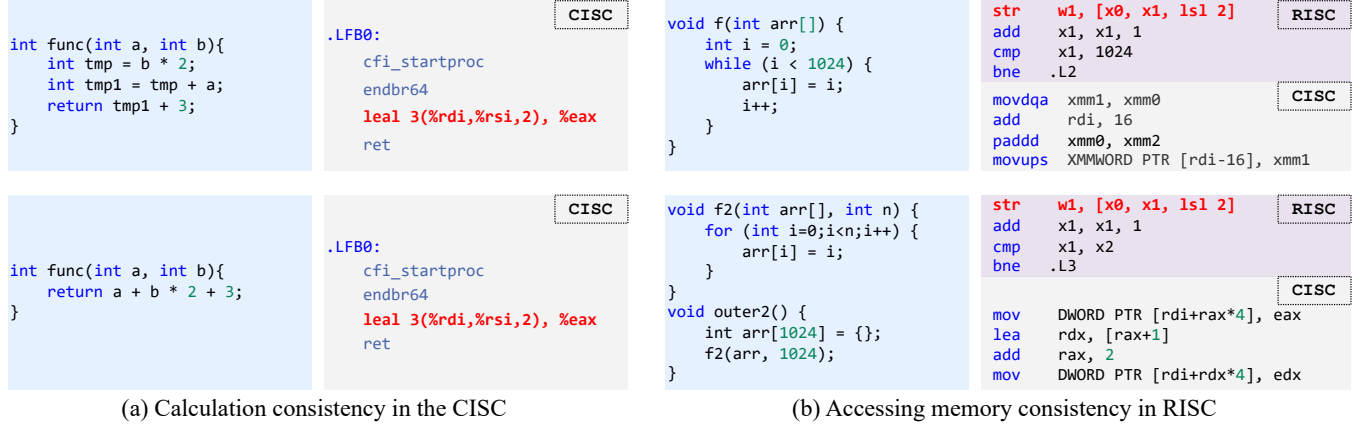 int func(int a, int b){
    int tmp = b * 2;
    int tmp1 = tmp + a;
    return tmp1 + 3;
}
CISC
.LFB0:
    cfi_startproc
    endbr64
    leal 3(%rdi,%rsi,2), %eax
    ret
int func(int a, int b){
    return a + b * 2 + 3;
}
CISC
.LFB0:
    cfi_startproc
    endbr64
    leal 3(%rdi,%rsi,2), %eax
    ret
(a) Calculation consistency in the CISC
void f(int arr[]) {
    int i = 0;
    while (i < 1024) {
        arr[i] = i;
        i++;
    }
}
RISC
str w1, [x0, x1, lsl 2]
add x1, x1, 1
cmp x1, 1024
bne .L2
CISC
movdqa xmm1, xmm0
add rdi, 16
paddd xmm0, xmm2
movups XMMWORD PTR [rdi-16], xmm1
void f2(int arr[], int n) {
    for (int i=0;i<n;i++) {
        arr[i] = i;
    }
}
void outer2() {
    int arr[1024] = {};
    f2(arr, 1024);
}
RISC
str w1, [x0, x1, lsl 2]
add x1, x1, 1
cmp x1, x2
bne .L3
CISC
mov DWORD PTR [rdi+rax*4], eax
lea rdx, [rax+1]
add rax, 2
mov DWORD PTR [rdi+rdx*4], edx
(b) Accessing memory consistency in RISC